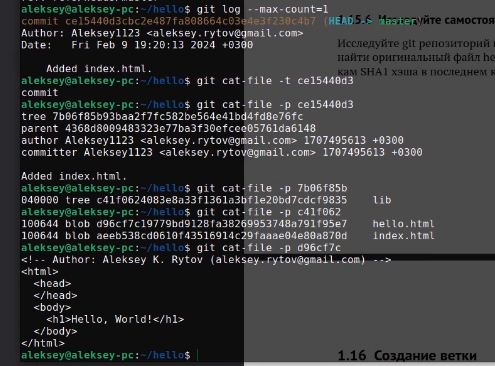 aleksey@aleksey-pc:~/hello$ git log --max-count=1
commit ce15440d3cbc2e487fa808664c03e4e3f230c4b7 (HEAD -> master
Author: Aleksey1123 <aleksey.rytov@gmail.com>
Date:   Fri Feb 9 19:20:13 2024 +0300
    Added index.html.
aleksey@aleksey-pc:~/hello$ git cat-file -t ce15440d3
commit
aleksey@aleksey-pc:~/hello$ git cat-file -p ce15440d3
tree 7b06f85b93baa2f7fc582be564e41bd4fd8e76fc
parent 4368d8009483323e77ba3f30efcee05761da6148
author Aleksey1123 <aleksey.rytov@gmail.com> 1707495613 +0300
committer Aleksey1123 <aleksey.rytov@gmail.com> 1707495613 +0300
Added index.html.
aleksey@aleksey-pc:~/hello$ git cat-file -p 7b06f85b
040000 tree c41f0624083e8a33f1361a3bf1e20bd7cdcf9835    lib
aleksey@aleksey-pc:~/hello$ git cat-file -p c41f062
100644 blob d96cf7c19779bd9128fa38269953748a791f95e7    hello.html
100644 blob aeeb538cd0610f43516914c29faaae04e80a870d    index.html
aleksey@aleksey-pc:~/hello$ git cat-file -p d96cf7c
<!-- Author: Aleksey K. Rytov (aleksey.rytov@gmail.com) -->
<html>
  <head>
  </head>
  <body>
    <h1>Hello, World!</h1>
  </body>
</html>
aleksey@aleksey-pc:~/hello$
Исследуйте самостоя
Исследуйте git репозиторий
найти оригинальный файл he
кам SHA1 хэша в последнем к
1.16 Создание ветки